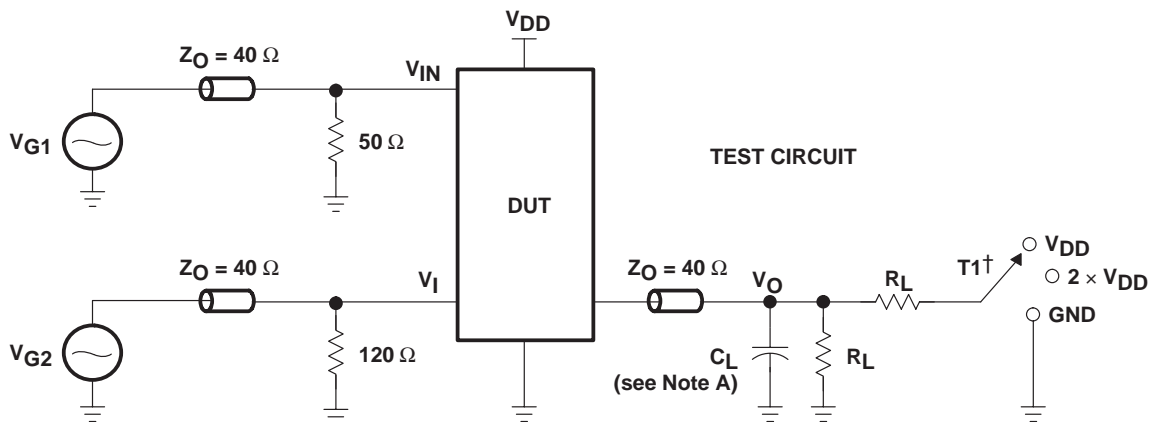 VDD
ZO = 40 Ω
VIN
VG1
50 Ω
TEST CIRCUIT
DUT
ZO = 40 Ω
VI
ZO = 40 Ω
VO
RL
T1†
VDD
2 × VDD
GND
VG2
120 Ω
CL
(see Note A)
RL